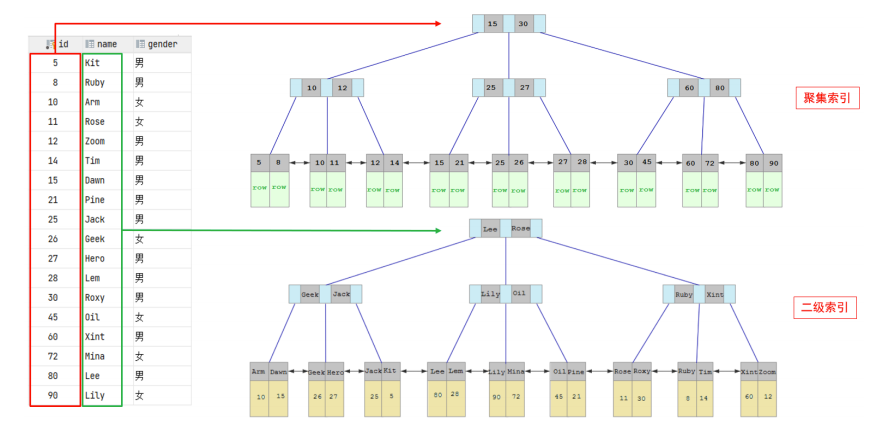 id name gender
5 Kit 男
8 Ruby 男
10 Arm 女
11 Rose 女
12 Zoom 男
14 Tim 男
15 Dawn 男
21 Pine 男
25 Jack 男
26 Geek 女
27 Hero 男
28 Lem 男
30 Roxy 男
45 Oil 女
60 Xint 男
72 Mina 女
80 Lee 男
90 Lily 女
15 30
10 12 25 27 60 80
聚集索引
5 8 10 11 12 14 15 21 25 26 27 28 30 45 60 72 80 90
row row row row row row row row row row row row row row row row row row
Lee Rose
Geek Jack Lily Oil Ruby Xint
二级索引
Arm Dawn Geek Hero Jack Kit Lee Lem Lily Mina Oil Pine Rose Roxy Ruby Tim Xint Zoom
10 15 26 27 25 5 80 28 90 72 45 21 11 30 8 14 60 12